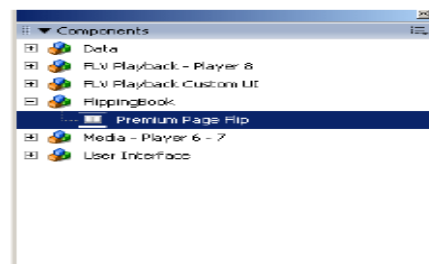 Components
Data
FLV Playback - Player 8
FLV Playback Custom UI
FlippingBook
Premium Page Flip
Media - Player 6 - 7
User Interface